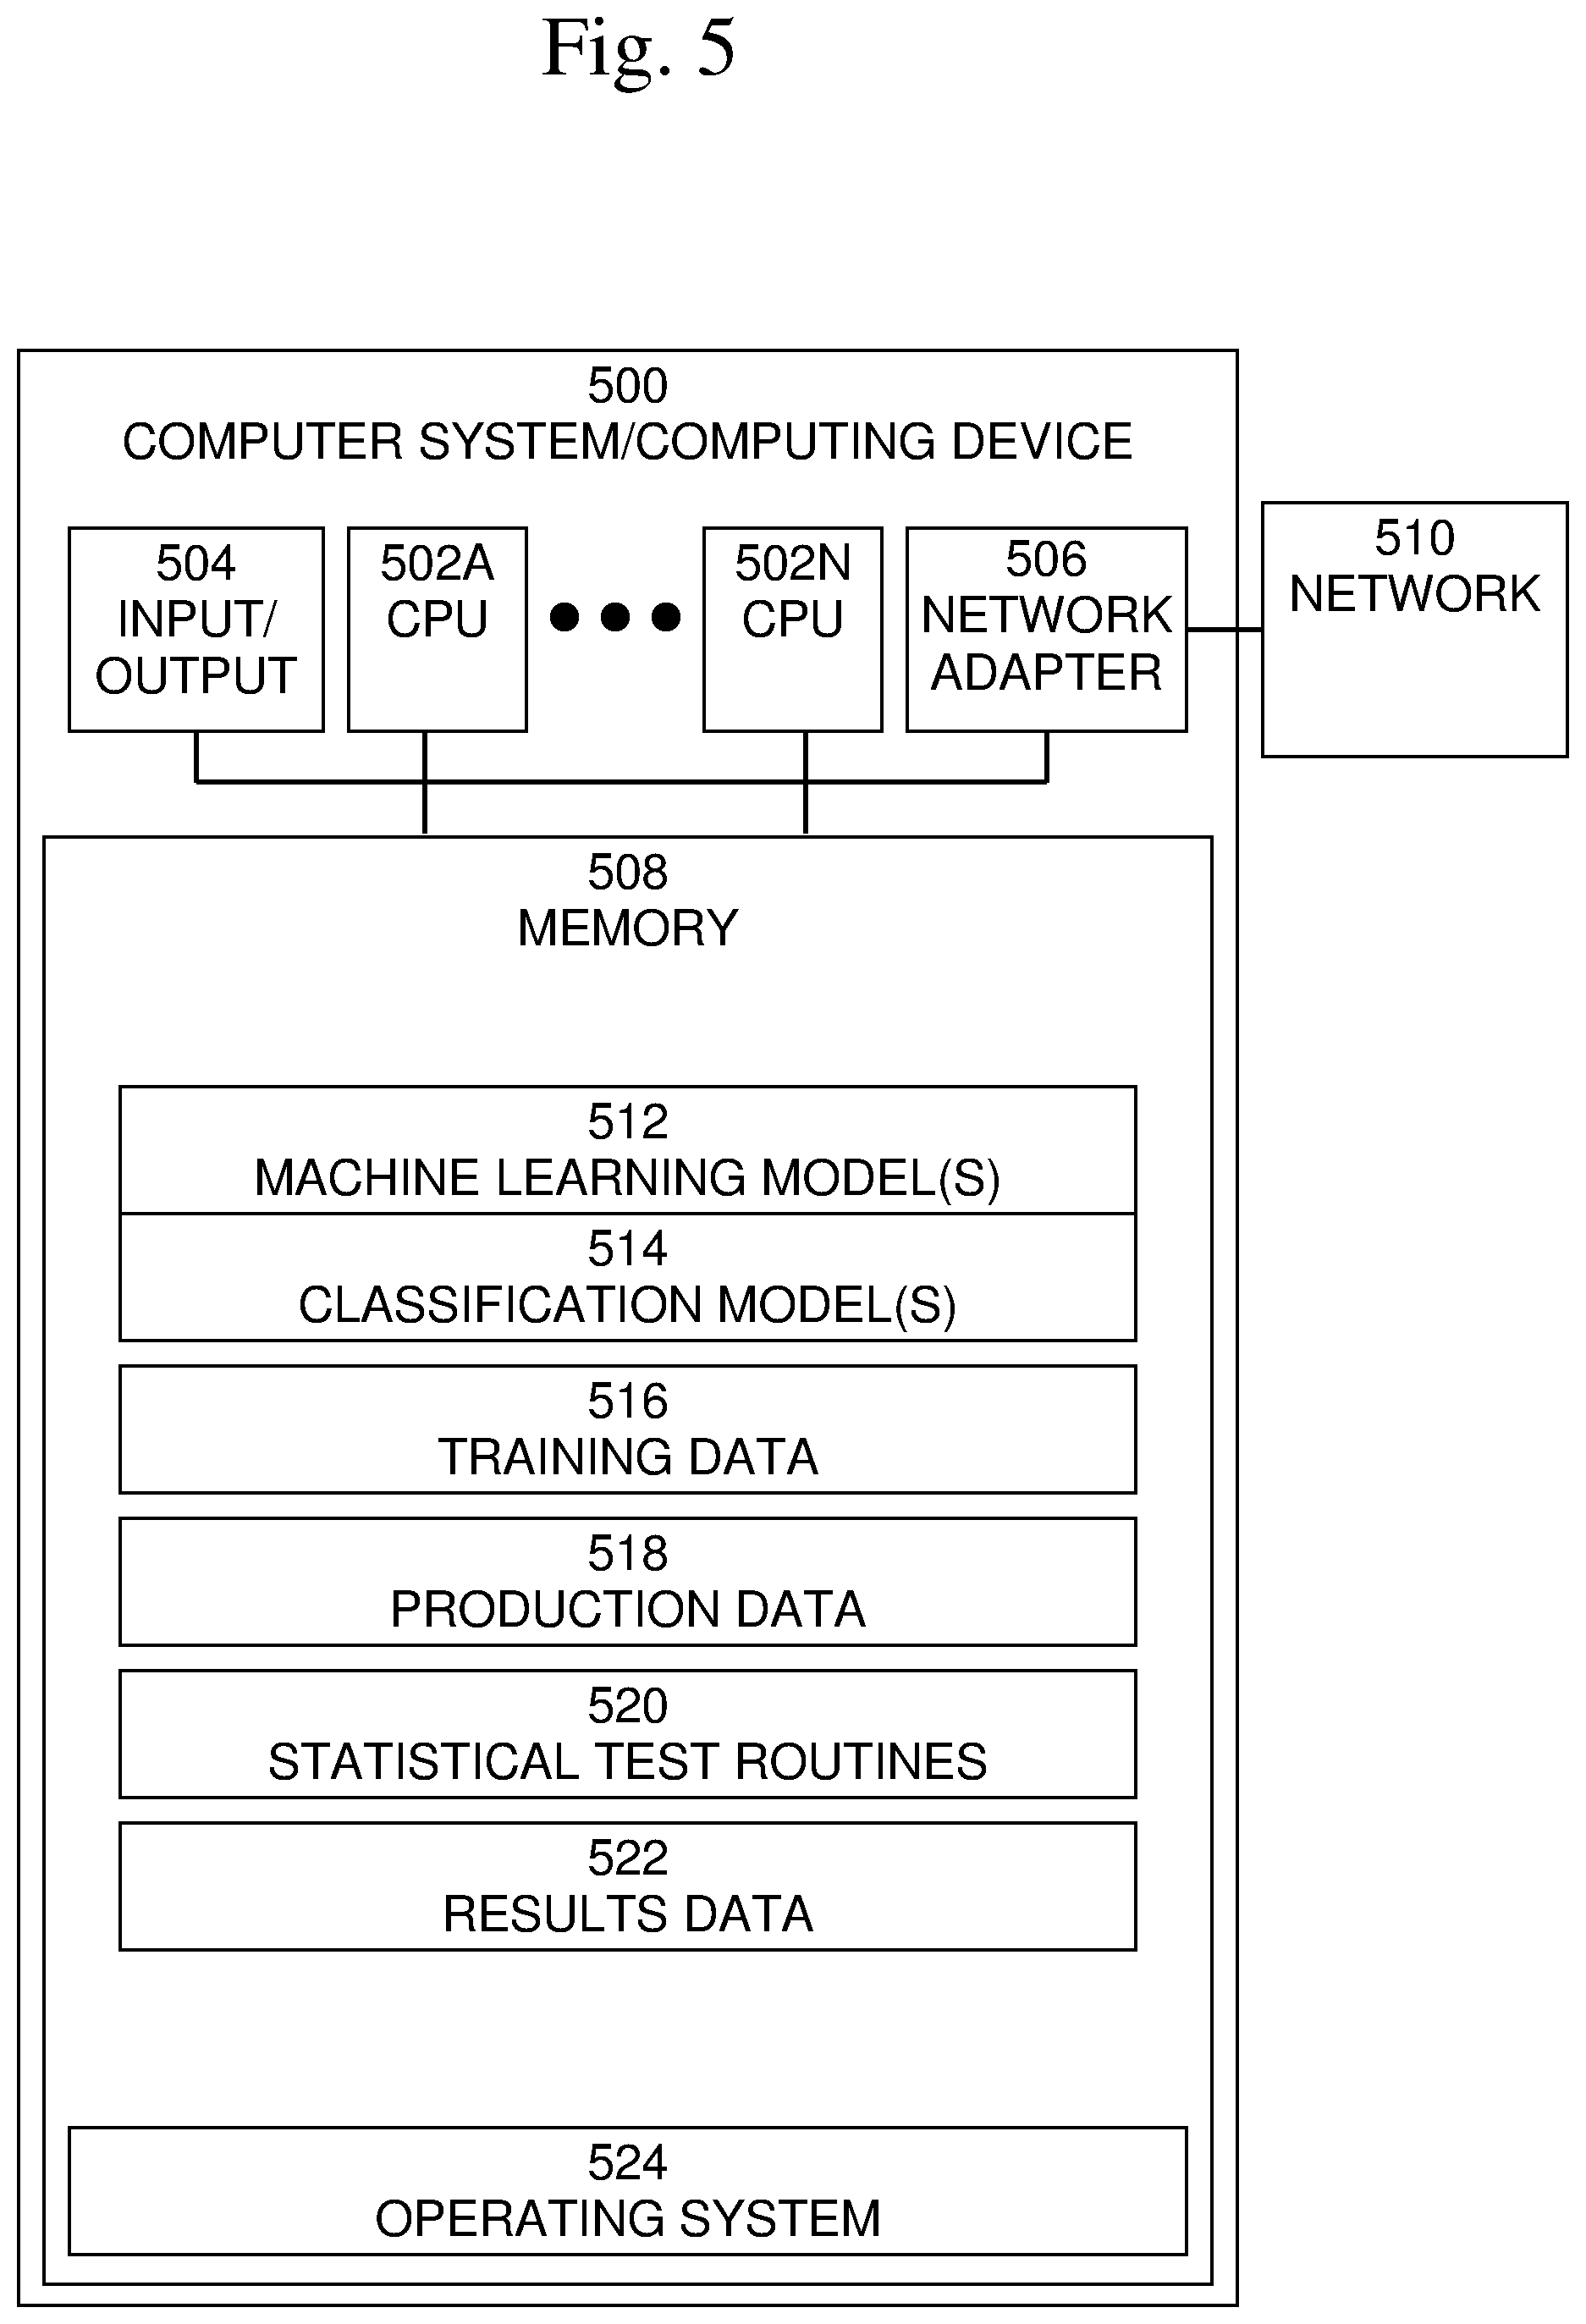 Fig. 5
500
COMPUTER SYSTEM/COMPUTING DEVICE
504
INPUT/
OUTPUT
502A
CPU
502N
CPU
506
NETWORK
ADAPTER
510
NETWORK
508
MEMORY
512
MACHINE LEARNING MODEL(S)
514
CLASSIFICATION MODEL(S)
516
TRAINING DATA
518
PRODUCTION DATA
520
STATISTICAL TEST ROUTINES
522
RESULTS DATA
524
OPERATING SYSTEM